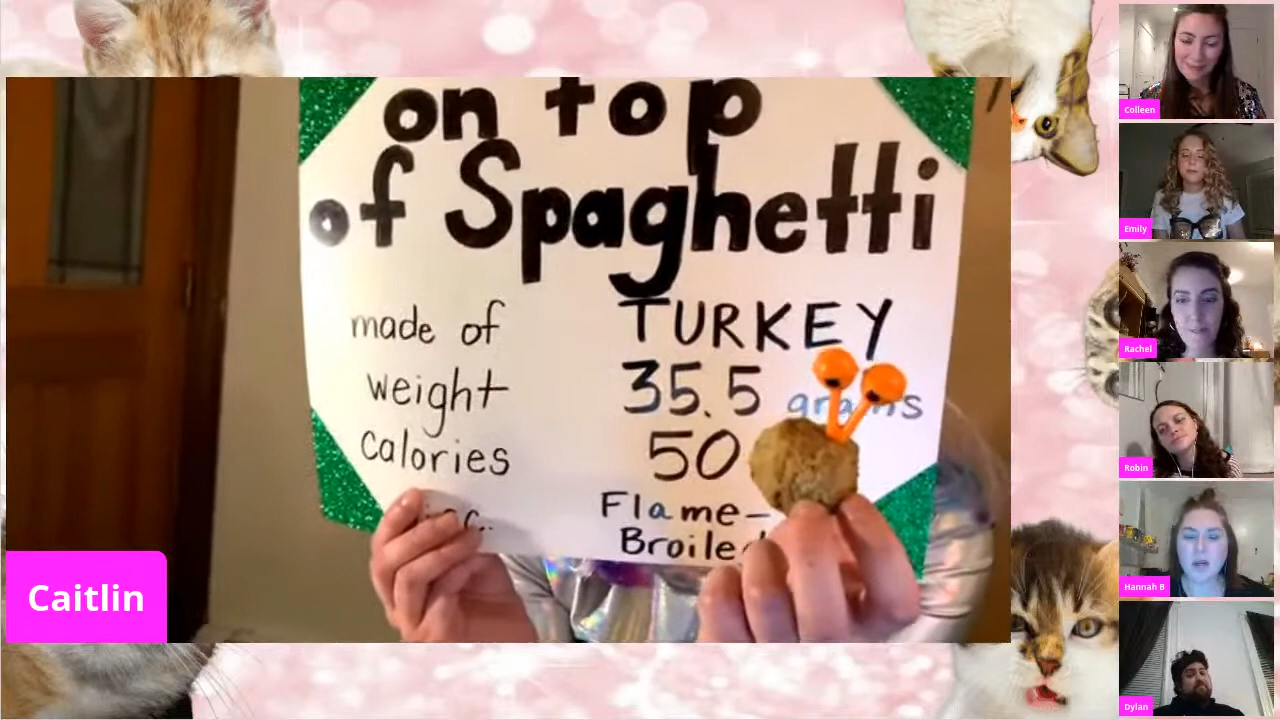 on top
of Spaghetti
made of TURKEY
weight 35.5 grams
calories 50
Flame-
Broiled
Caitlin
Colleen
Emily
Rachel
Robin
Hannah B
Dylan